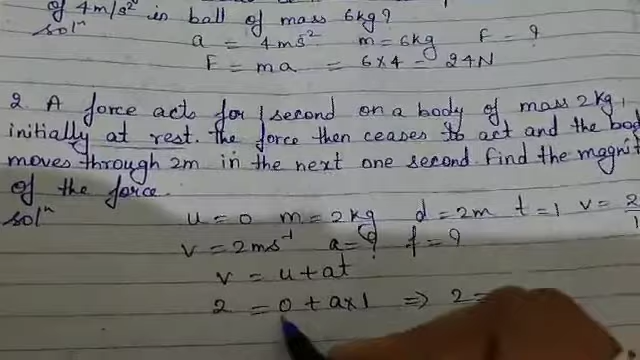 of 4m/s² in ball of mass 6kg?
Solⁿ
a = 4ms² m = 6kg F = ?
F = ma = 6×4 = 24N
2. A force acts for 1 second on a body of mass 2kg,
initially at rest. The force then ceases to act and the bod
moves through 2m in the next one second. Find the magnit
of the force.
Solⁿ
u = 0 m = 2kg d = 2m t = 1 v = 2/1
v = 2ms⁻¹ a = ? f = ?
v = u + at
2 = 0 + a×1 ⇒ 2 =